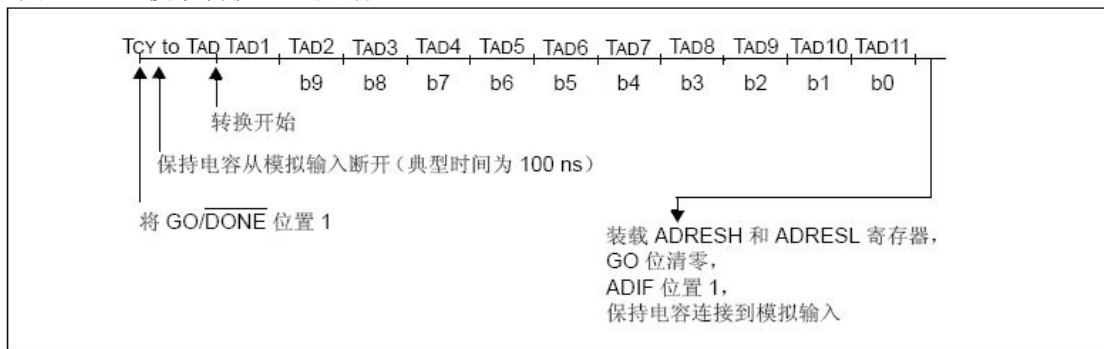 TCY to TAD TAD1 TAD2 TAD3 TAD4 TAD5 TAD6 TAD7 TAD8 TAD9 TAD10 TAD11
b9 b8 b7 b6 b5 b4 b3 b2 b1 b0
转换开始
保持电容从模拟输入断开（典型时间为 100 ns）
将 GO/DONE 位置 1
装载 ADRESH 和 ADRESL 寄存器，
GO 位清零，
ADIF 位置 1，
保持电容连接到模拟输入